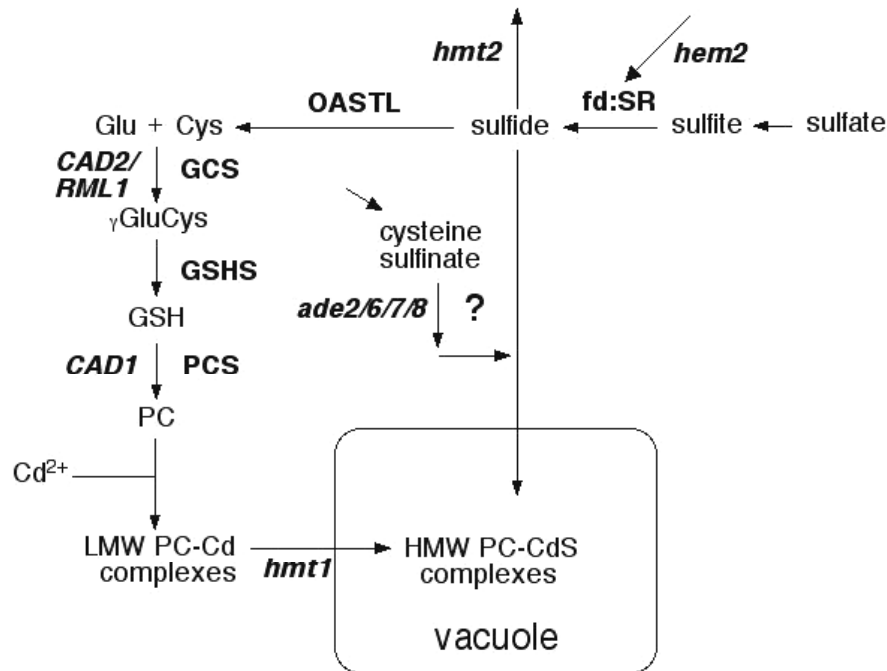 hmt2
hem2
OASTL
fd:SR
Glu + Cys
sulfide
sulfite
sulfate
CAD2/
RML1
GCS
γGluCys
cysteine
sulfinate
GSHS
ade2/6/7/8
?
GSH
CAD1
PCS
PC
Cd²⁺
LMW PC-Cd
complexes
hmt1
HMW PC-CdS
complexes
vacuole